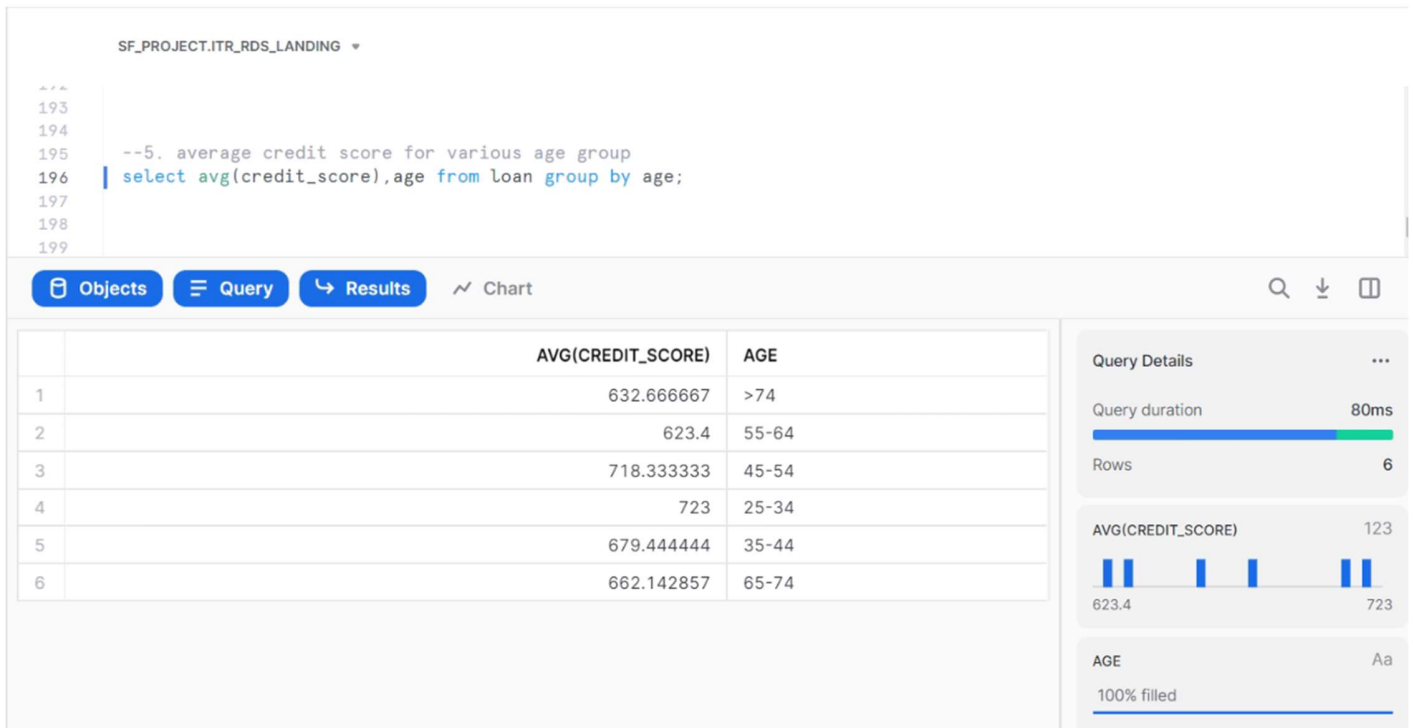 SF_PROJECT.ITR_RDS_LANDING
193
194
195 --5. average credit score for various age group
196 select avg(credit_score),age from loan group by age;
197
198
199
Objects Query Results Chart
AVG(CREDIT_SCORE) AGE
1 632.666667 >74
2 623.4 55-64
3 718.333333 45-54
4 723 25-34
5 679.444444 35-44
6 662.142857 65-74
Query Details ...
Query duration 80ms
Rows 6
AVG(CREDIT_SCORE) 123
623.4 723
AGE Aa
100% filled